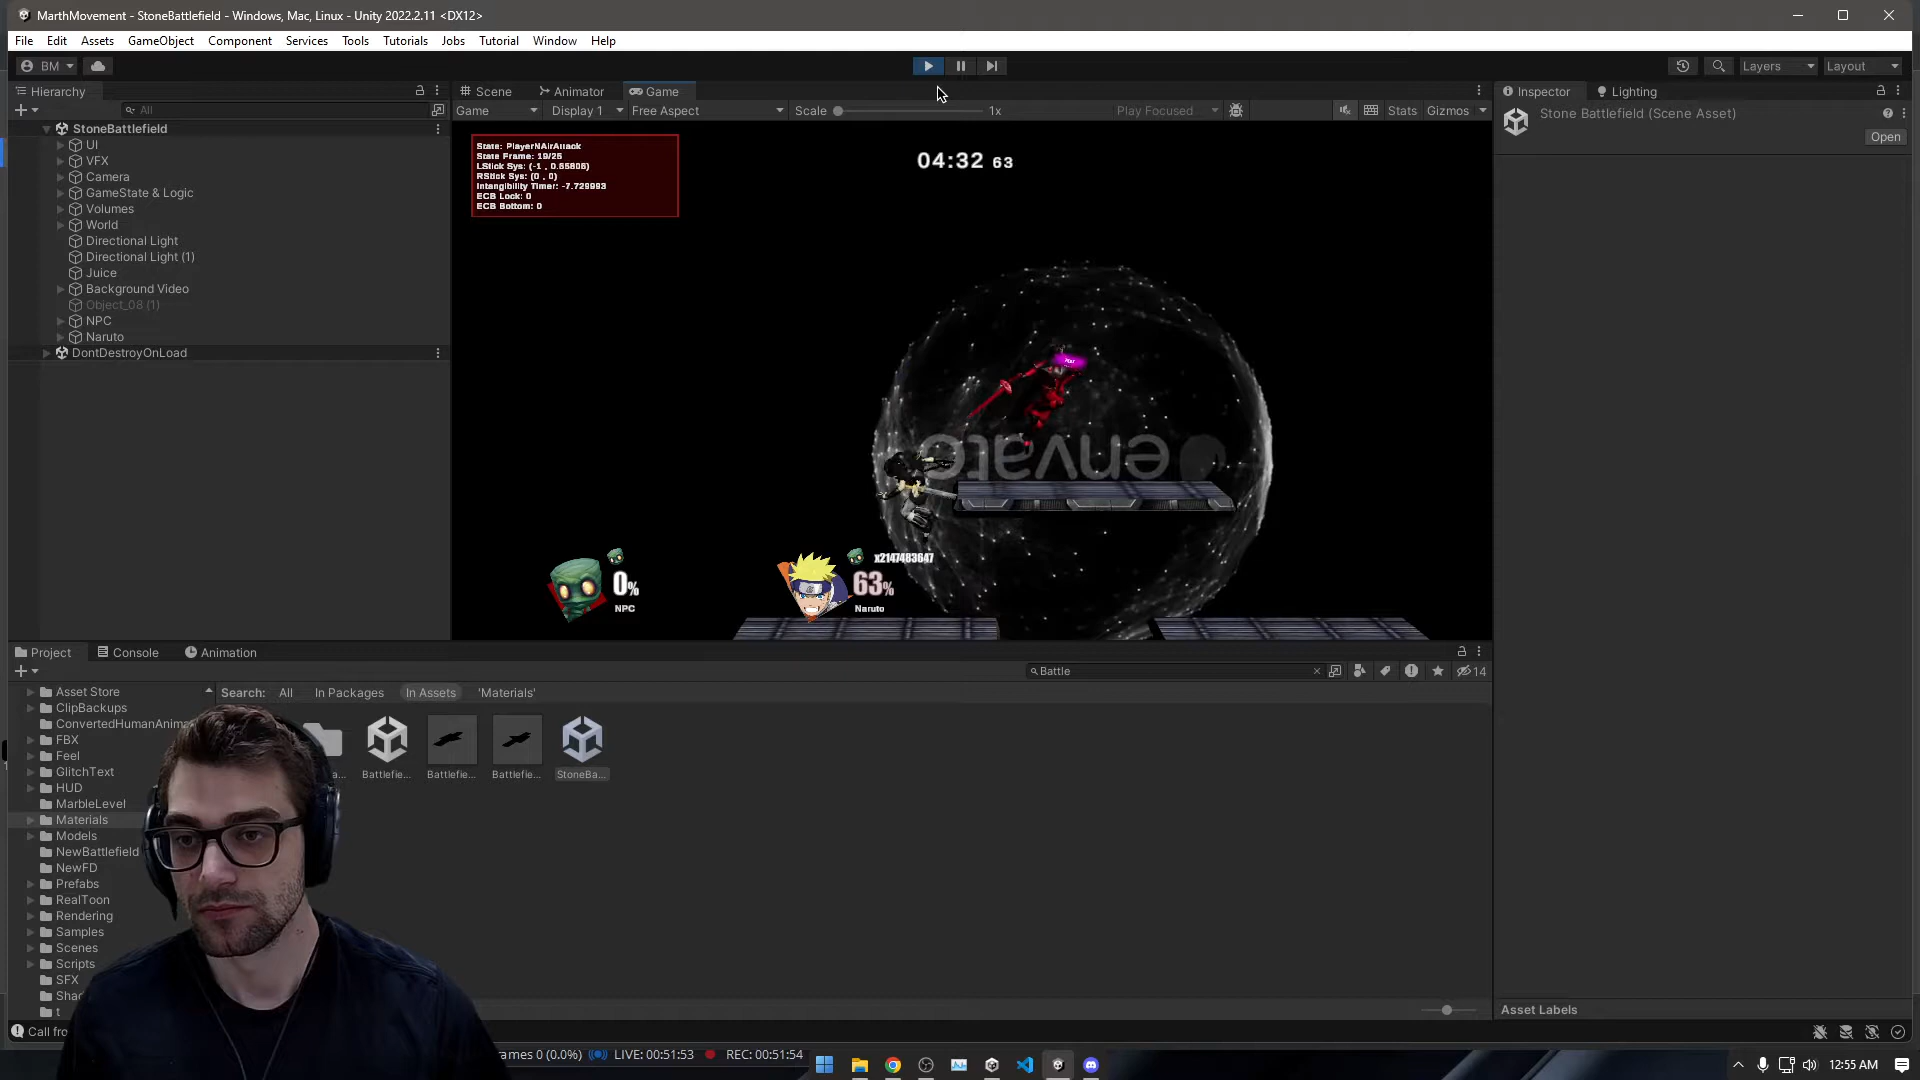 MarthMovement - StoneBattlefield - Windows, Mac, Linux - Unity 2022.2.11 <DX12>
File Edit Assets GameObject Component Services Tools Tutorials Jobs Tutorial Window Help
BM
Layers
Layout
Hierarchy
All
StoneBattlefield
UI
VFX
Camera
GameState & Logic
Volumes
World
Directional Light
Directional Light (1)
Juice
Background Video
Object_08 (1)
NPC
Naruto
DontDestroyOnLoad
Scene Animator Game
Game Display 1 Free Aspect Scale 1x Play Focused Stats Gizmos
State: PlayerNAirAttack
State Frame: 19/25
LStick Sys: (-1 , 0.65806)
RStick Sys: (0 , 0)
Intangibility Timer: -7.729993
ECB Lock: 0
ECB Bottom: 0
04:32 63
envato
0%
NPC
x2147483647
63%
Naruto
Inspector Lighting
Stone Battlefield (Scene Asset)
Open
Asset Labels
Project Console Animation
Battle
14
Search: All In Packages In Assets 'Materials'
Asset Store
ClipBackups
ConvertedHumanAnima
FBX
Feel
GlitchText
HUD
MarbleLevel
Materials
Models
NewBattlefield
NewFD
Prefabs
RealToon
Rendering
Samples
Scenes
Scripts
SFX
Sha
t
a...
Battlefie...
Battlefie...
Battlefie...
StoneBa...
Call fro
rames 0 (0.0%) LIVE: 00:51:53 REC: 00:51:54
12:55 AM